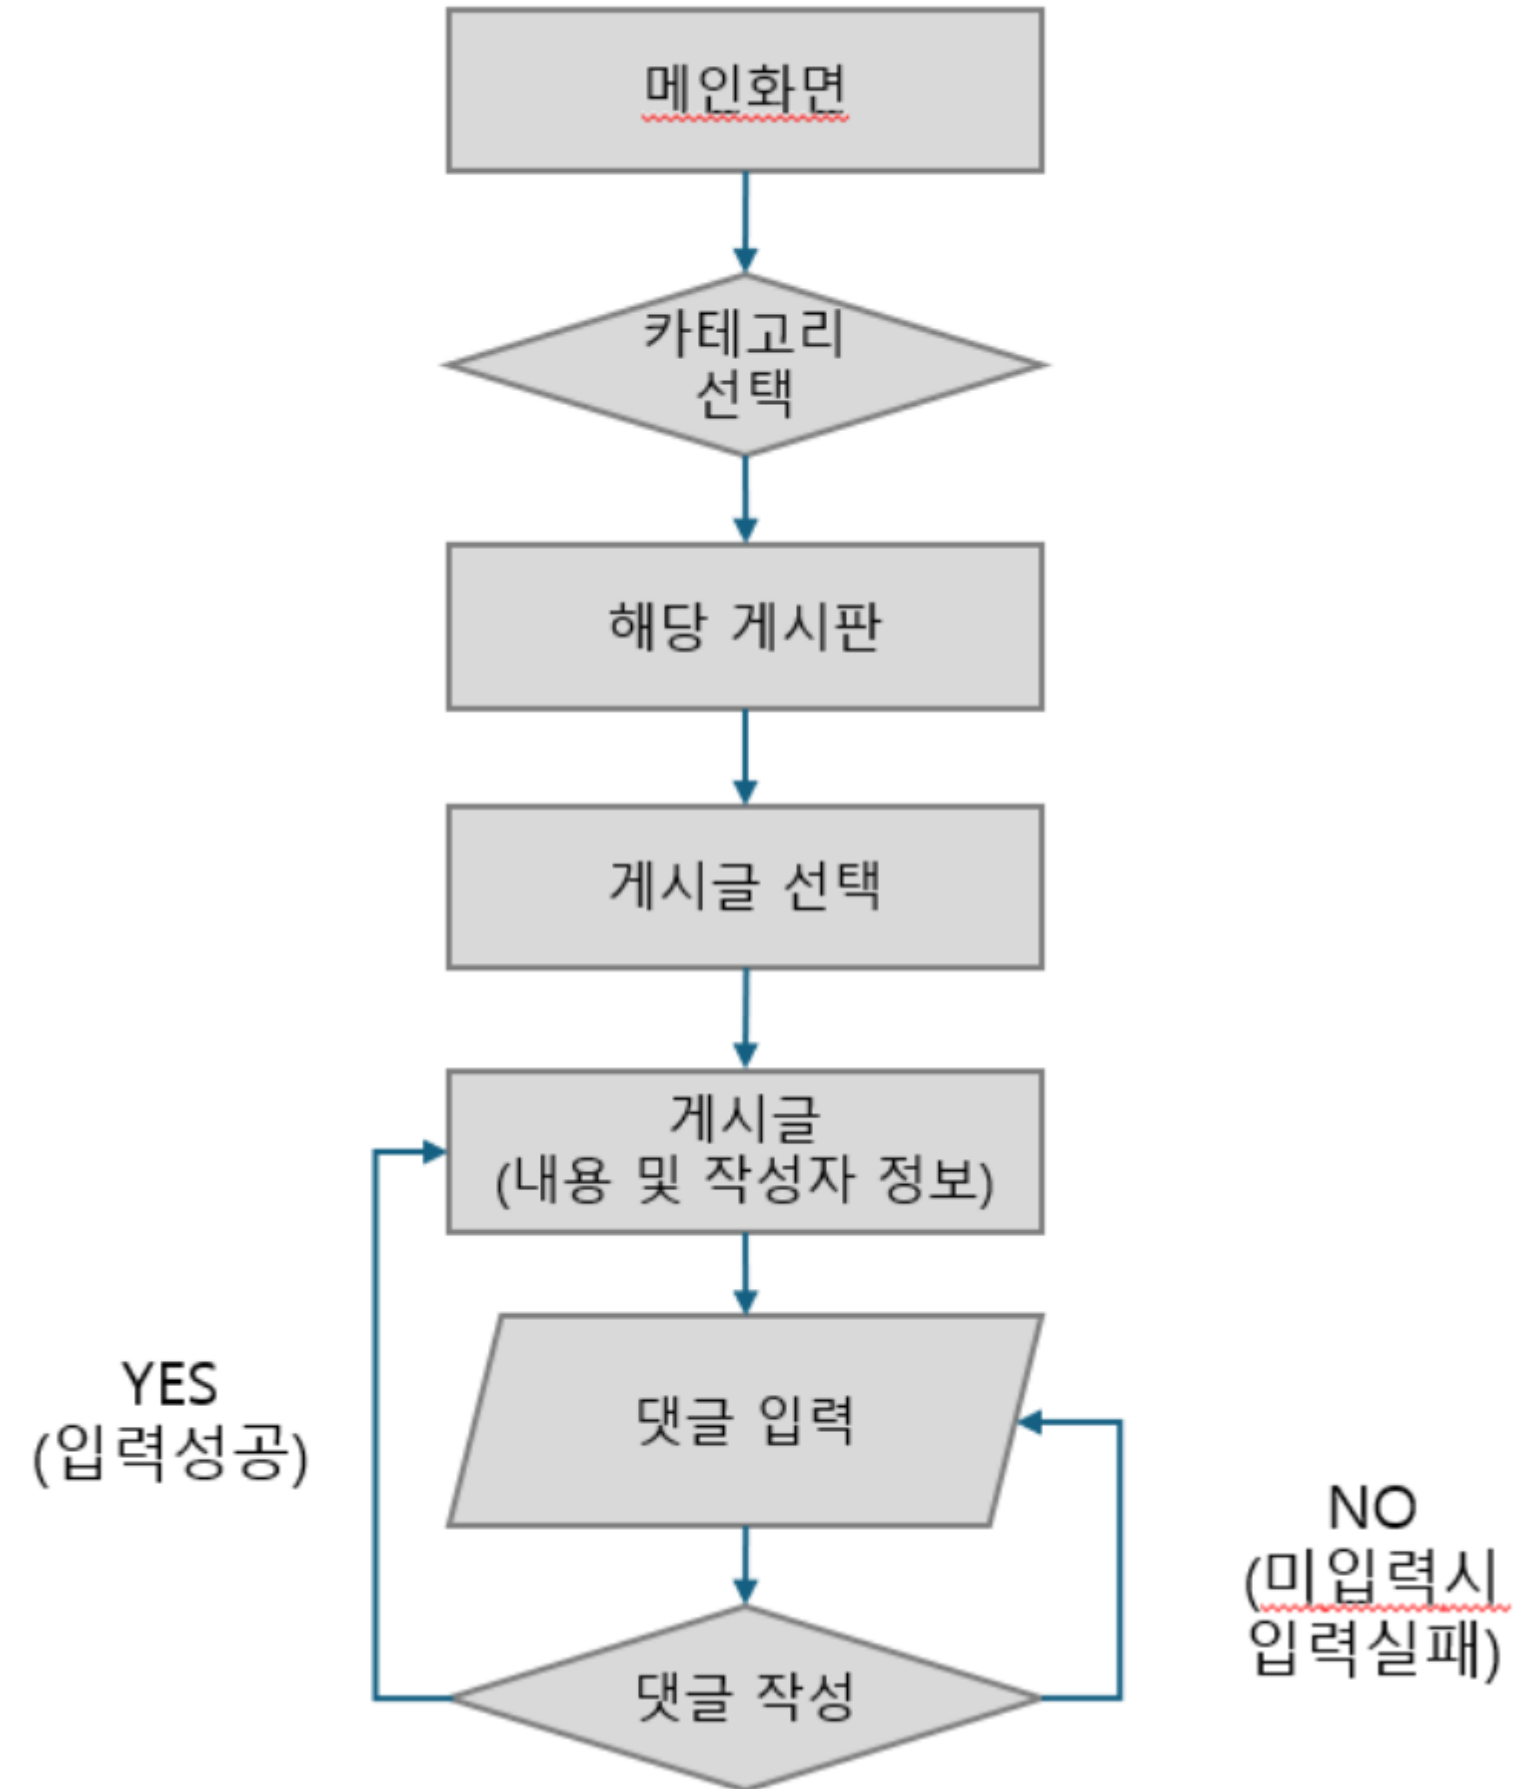 메인화면
카테고리
선택
해당 게시판
게시글 선택
게시글
(내용 및 작성자 정보)
YES
(입력성공)
댓글 입력
NO
(미입력시
입력실패)
댓글 작성